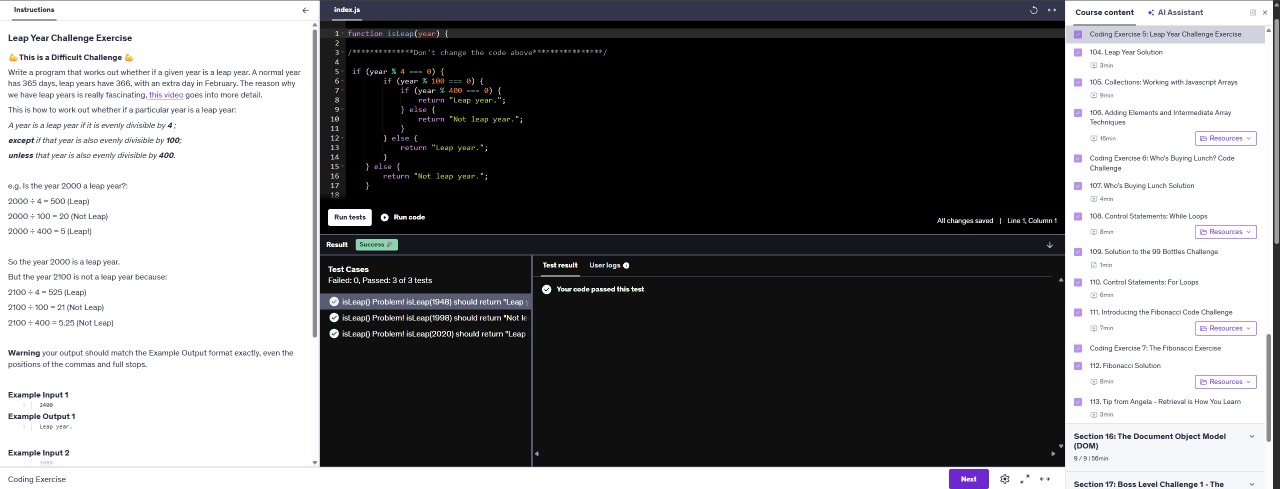 Instructions
Leap Year Challenge Exercise
💪 This is a Difficult Challenge 💪
Write a program that works out whether if a given year is a leap year. A normal year
has 365 days, leap years have 366, with an extra day in February. The reason why
we have leap years is really fascinating, this video goes into more detail.
This is how to work out whether if a particular year is a leap year:
A year is a leap year if it is evenly divisible by 4 ;
except if that year is also evenly divisible by 100;
unless that year is also evenly divisible by 400.
e.g. Is the year 2000 a leap year?:
2000 ÷ 4 = 500 (Leap)
2000 ÷ 100 = 20 (Not Leap)
2000 ÷ 400 = 5 (Leap!)
So the year 2000 is a leap year.
But the year 2100 is not a leap year because:
2100 ÷ 4 = 525 (Leap)
2100 ÷ 100 = 21 (Not Leap)
2100 ÷ 400 = 5.25 (Not Leap)
Warning your output should match the Example Output format exactly, even the
positions of the commas and full stops.
Example Input 1
1 2400
Example Output 1
1 Leap year.
Example Input 2
Coding Exercise
index.js
1 function isLeap(year) {
2
3 /**************Don't change the code above****************/
4
5 if (year % 4 === 0) {
6 if (year % 100 === 0) {
7 if (year % 400 === 0) {
8 return "Leap year.";
9 } else {
10 return "Not leap year.";
11 }
12 } else {
13 return "Leap year.";
14 }
15 } else {
16 return "Not leap year.";
17 }
18
Run tests
Run code
All changes saved | Line 1, Column 1
Result Success 🎉
Test Cases
Failed: 0, Passed: 3 of 3 tests
isLeap() Problem! isLeap(1948) should return "Leap y
isLeap() Problem! isLeap(1998) should return "Not le
isLeap() Problem! isLeap(2020) should return "Leap
Test result
User logs
Your code passed this test
Next
Course content
AI Assistant
Coding Exercise 5: Leap Year Challenge Exercise
104. Leap Year Solution
3min
105. Collections: Working with Javascript Arrays
9min
106. Adding Elements and Intermediate Array
Techniques
16min
Resources
Coding Exercise 6: Who's Buying Lunch? Code
Challenge
107. Who's Buying Lunch Solution
4min
108. Control Statements: While Loops
8min
Resources
109. Solution to the 99 Bottles Challenge
1min
110. Control Statements: For Loops
6min
111. Introducing the Fibonacci Code Challenge
7min
Resources
Coding Exercise 7: The Fibonacci Exercise
112. Fibonacci Solution
8min
Resources
113. Tip from Angela - Retrieval is How You Learn
3min
Section 16: The Document Object Model
(DOM)
9 / 9 | 56min
Section 17: Boss Level Challenge 1 - The